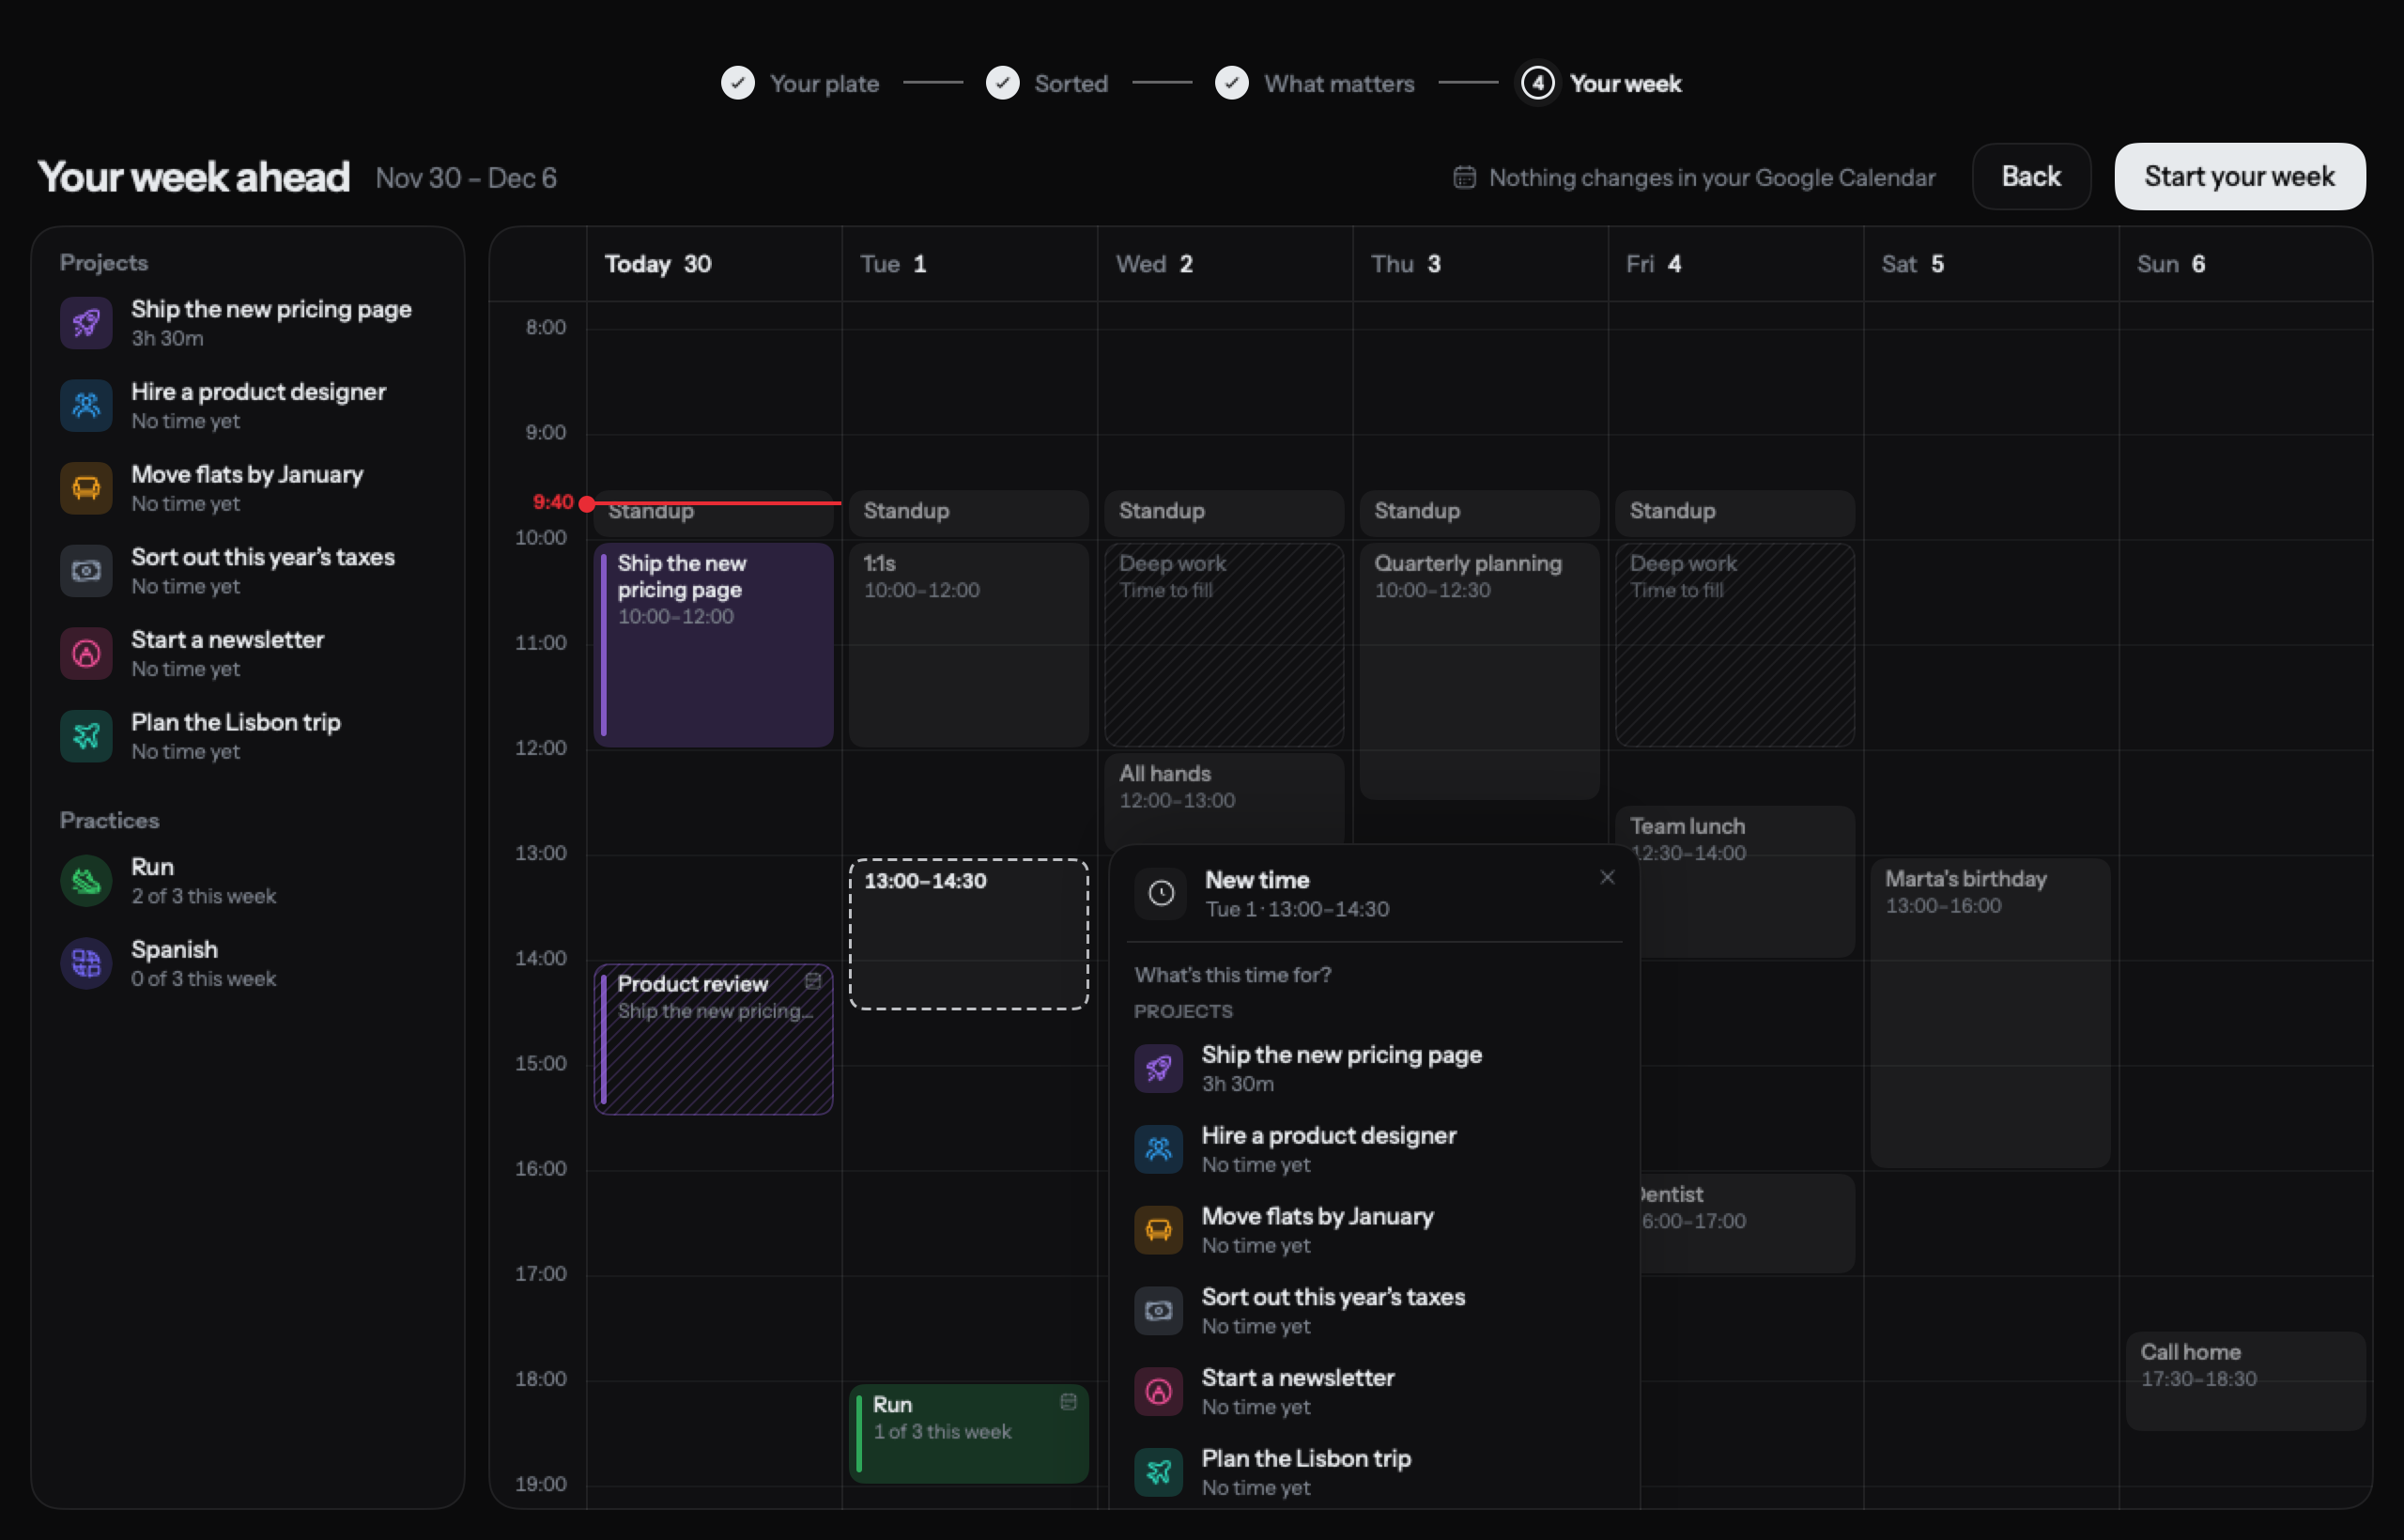 Your plate
Sorted
What matters
4 Your week
Your week ahead Nov 30 – Dec 6
Nothing changes in your Google Calendar
Back
Start your week
Projects
Ship the new pricing page
3h 30m
Hire a product designer
No time yet
Move flats by January
No time yet
Sort out this year's taxes
No time yet
Start a newsletter
No time yet
Plan the Lisbon trip
No time yet
Practices
Run
2 of 3 this week
Spanish
0 of 3 this week
Today 30
Tue 1
Wed 2
Thu 3
Fri 4
Sat 5
Sun 6
8:00
9:00
9:40
10:00
11:00
12:00
13:00
14:00
15:00
16:00
17:00
18:00
19:00
Standup
Ship the new
pricing page
10:00–12:00
Product review
Ship the new pricing...
Standup
1:1s
10:00–12:00
13:00–14:30
Run
1 of 3 this week
Standup
Deep work
Time to fill
All hands
12:00–13:00
Standup
Quarterly planning
10:00–12:30
Standup
Deep work
Time to fill
Team lunch
12:30–14:00
Dentist
6:00–17:00
Marta's birthday
13:00–16:00
Call home
17:30–18:30
New time
Tue 1 · 13:00–14:30
What's this time for?
PROJECTS
Ship the new pricing page
3h 30m
Hire a product designer
No time yet
Move flats by January
No time yet
Sort out this year's taxes
No time yet
Start a newsletter
No time yet
Plan the Lisbon trip
No time yet